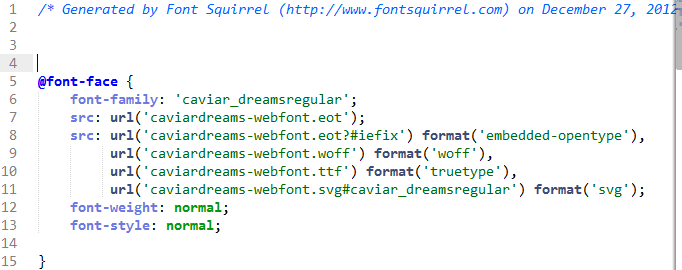 1 /* Generated by Font Squirrel (http://www.fontsquirrel.com) on December 27, 2012
2
3
4
5 @font-face {
6 font-family: 'caviar_dreamsregular';
7 src: url('caviardreams-webfont.eot');
8 src: url('caviardreams-webfont.eot?#iefix') format('embedded-opentype'),
9 url('caviardreams-webfont.woff') format('woff'),
10 url('caviardreams-webfont.ttf') format('truetype'),
11 url('caviardreams-webfont.svg#caviar_dreamsregular') format('svg');
12 font-weight: normal;
13 font-style: normal;
14
15 }